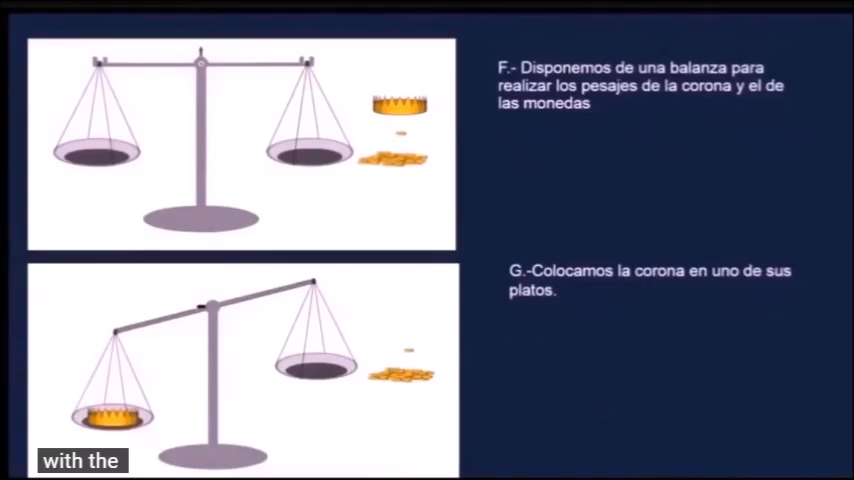 F.- Disponemos de una balanza para
realizar los pesajes de la corona y el de
las monedas
G.-Colocamos la corona en uno de sus
platos.
with the